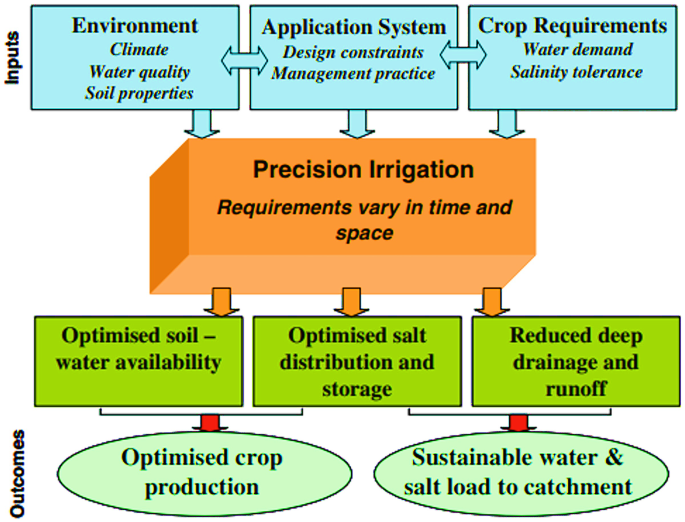 Inputs
Environment
Climate
Water quality
Soil properties
Application System
Design constraints
Management practice
Crop Requirements
Water demand
Salinity tolerance
Precision Irrigation
Requirements vary in time and
space
Optimised soil –
water availability
Optimised salt
distribution and
storage
Reduced deep
drainage and
runoff
Outcomes
Optimised crop
production
Sustainable water &
salt load to catchment